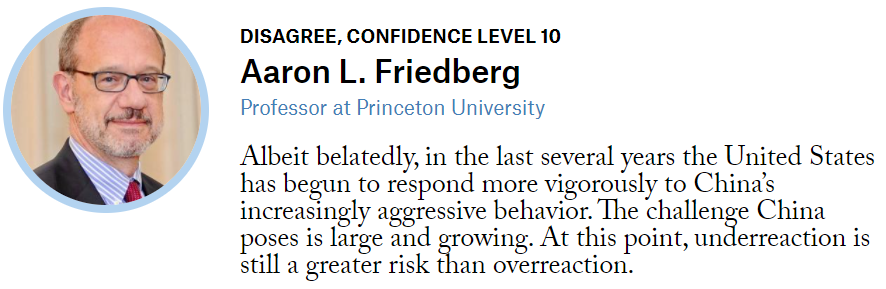 DISAGREE, CONFIDENCE LEVEL 10
Aaron L. Friedberg
Professor at Princeton University
Albeit belatedly, in the last several years the United States
has begun to respond more vigorously to China’s
increasingly aggressive behavior. The challenge China
poses is large and growing. At this point, underreaction is
still a greater risk than overreaction.